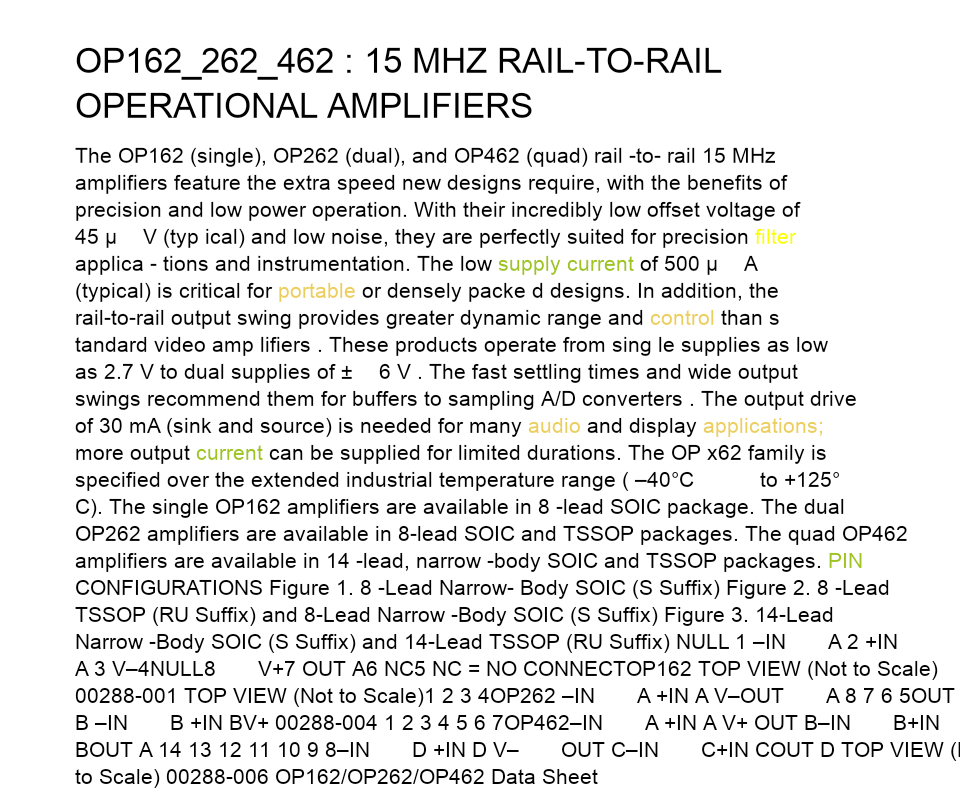 OP162_262_462 : 15 MHZ RAIL-TO-RAIL
OPERATIONAL AMPLIFIERS
The OP162 (single), OP262 (dual), and OP462 (quad) rail -to- rail 15 MHz
amplifiers feature the extra speed new designs require, with the benefits of
precision and low power operation. With their incredibly low offset voltage of
45 μ V (typ ical) and low noise, they are perfectly suited for precision filter
applica - tions and instrumentation. The low supply current of 500 μ A
(typical) is critical for portable or densely packe d designs. In addition, the
rail-to-rail output swing provides greater dynamic range and control than s
tandard video amp lifiers . These products operate from sing le supplies as low
as 2.7 V to dual supplies of ± 6 V . The fast settling times and wide output
swings recommend them for buffers to sampling A/D converters . The output drive
of 30 mA (sink and source) is needed for many audio and display applications;
more output current can be supplied for limited durations. The OP x62 family is
specified over the extended industrial temperature range ( –40°C to +125°
C). The single OP162 amplifiers are available in 8 -lead SOIC package. The dual
OP262 amplifiers are available in 8-lead SOIC and TSSOP packages. The quad OP462
amplifiers are available in 14 -lead, narrow -body SOIC and TSSOP packages. PIN
CONFIGURATIONS Figure 1. 8 -Lead Narrow- Body SOIC (S Suffix) Figure 2. 8 -Lead
TSSOP (RU Suffix) and 8-Lead Narrow -Body SOIC (S Suffix) Figure 3. 14-Lead
Narrow -Body SOIC (S Suffix) and 14-Lead TSSOP (RU Suffix) NULL 1 –IN A 2 +IN
A 3 V–4NULL8 V+7 OUT A6 NC5 NC = NO CONNECTOP162 TOP VIEW (Not to Scale)
00288-001 TOP VIEW (Not to Scale)1 2 3 4OP262 –IN A +IN A V–OUT A 8 7 6 5OUT
B –IN B +IN BV+ 00288-004 1 2 3 4 5 6 7OP462–IN A +IN A V+ OUT B–IN B+IN
BOUT A 14 13 12 11 10 9 8–IN D +IN D V– OUT C–IN C+IN COUT D TOP VIEW (
to Scale) 00288-006 OP162/OP262/OP462 Data Sheet